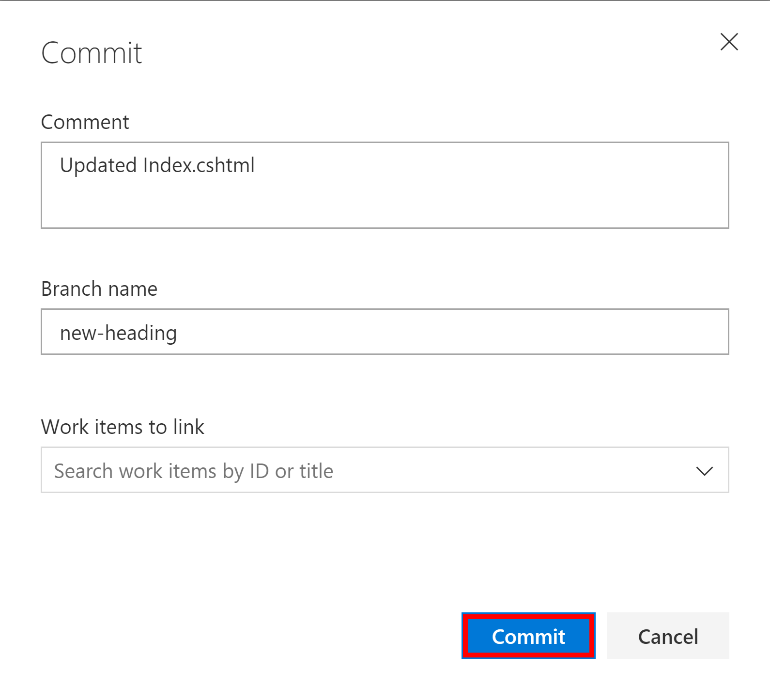 Commit
Comment
Updated Index.cshtml
Branch name
new-heading
Work items to link
Search work items by ID or title
Commit
Cancel